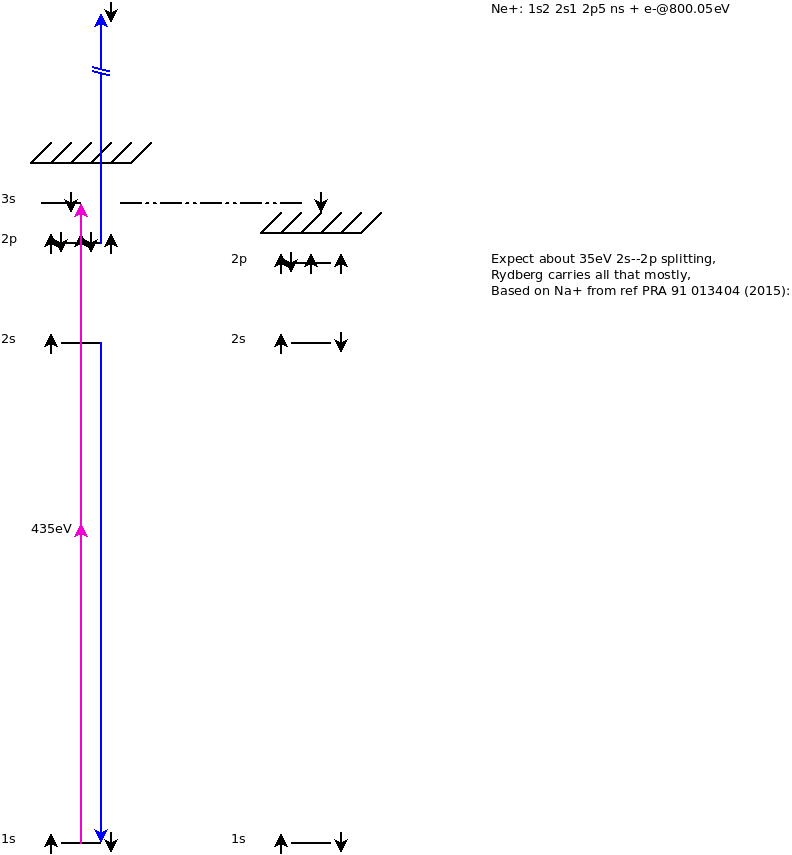 Ne+: 1s2 2s1 2p5 ns + e-@800.05eV
3s
2p
2p
Expect about 35eV 2s--2p splitting,
Rydberg carries all that mostly,
Based on Na+ from ref PRA 91 013404 (2015):
2s
2s
435eV
1s
1s